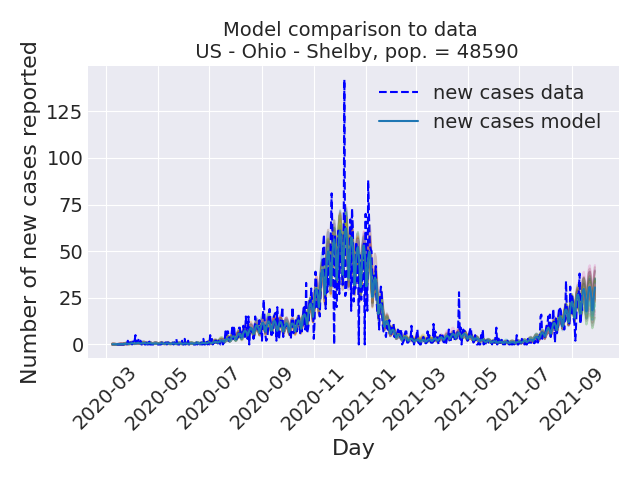 Model comparison to data
US - Ohio - Shelby, pop. = 48590
Number of new cases reported
125
100
75
50
25
0
new cases data
new cases model
2020-03
2020-05
2020-07
2020-09
2020-11
2021-01
2021-03
2021-05
2021-07
2021-09
Day